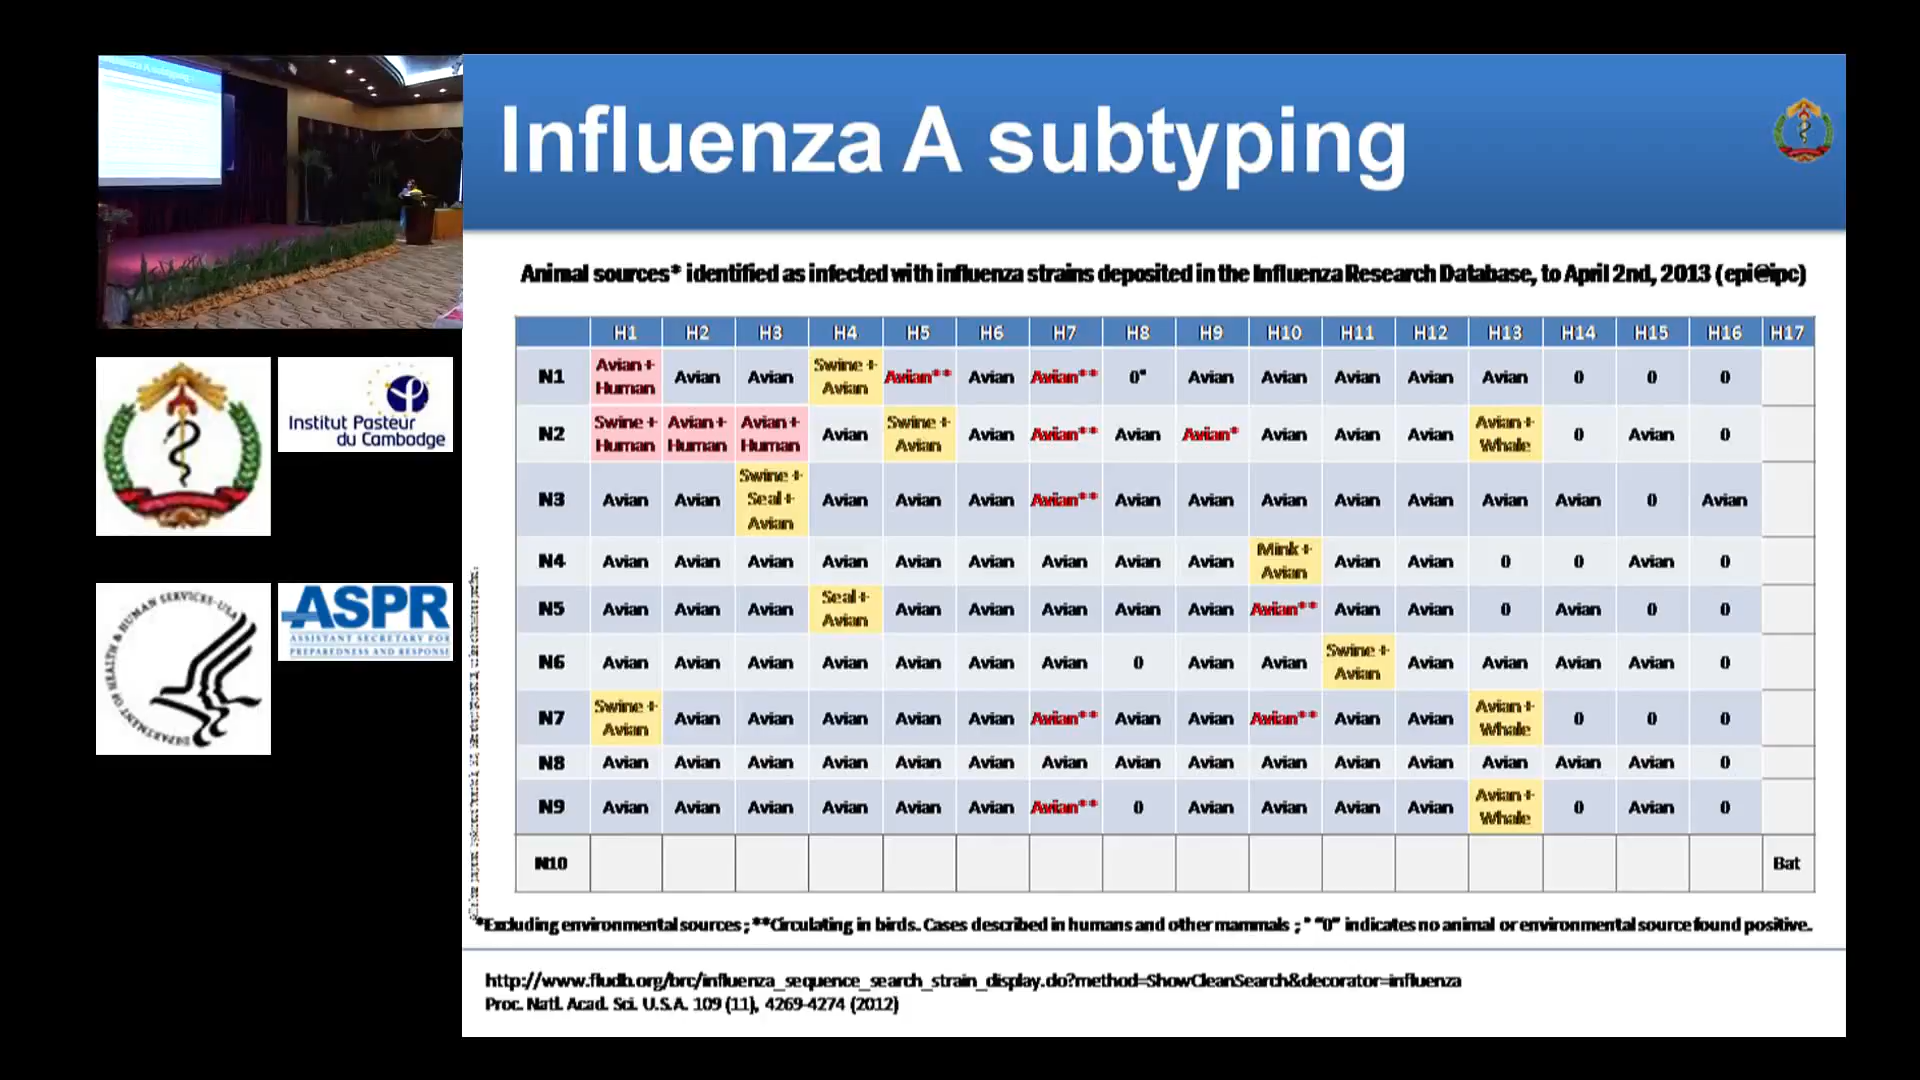 Influenza A subtyping
Animal sources* identified as infected with influenza strains deposited in the Influenza Research Database, to April 2nd, 2013 (epi@ipc)
H1 H2 H3 H4 H5 H6 H7 H8 H9 H10 H11 H12 H13 H14 H15 H16 H17
N1 Avian + Human Avian Avian Swine + Avian Avian** Avian Avian** 0" Avian Avian Avian Avian Avian 0 0 0
N2 Swine + Human Avian + Human Avian + Human Avian Swine + Avian Avian Avian** Avian Avian* Avian Avian Avian Avian + Whale 0 Avian 0
N3 Avian Avian Swine + Seal + Avian Avian Avian Avian Avian** Avian Avian Avian Avian Avian Avian Avian 0 Avian
N4 Avian Avian Avian Avian Avian Avian Avian Avian Avian Mink + Avian Avian Avian 0 0 Avian 0
N5 Avian Avian Avian Seal + Avian Avian Avian Avian Avian Avian Avian** Avian Avian 0 Avian 0 0
N6 Avian Avian Avian Avian Avian Avian Avian 0 Avian Avian Swine + Avian Avian Avian Avian Avian 0
N7 Swine + Avian Avian Avian Avian Avian Avian Avian** Avian Avian Avian** Avian Avian Avian + Whale 0 0 0
N8 Avian Avian Avian Avian Avian Avian Avian Avian Avian Avian Avian Avian Avian Avian Avian 0
N9 Avian Avian Avian Avian Avian Avian Avian** 0 Avian Avian Avian Avian Avian + Whale 0 Avian 0
N10 Bat
*Excluding environmental sources ; **Circulating in birds. Cases described in humans and other mammals ; " "0" indicates no animal or environmental source found positive.
http://www.fludb.org/brc/influenza_sequence_search_strain_display.do?method=ShowCleanSearch&decorator=influenza
Proc. Natl. Acad. Sci. U.S.A. 109 (11), 4269-4274 (2012)
Institut Pasteur
du Cambodge
DEPARTMENT OF HEALTH & HUMAN SERVICES·USA
ASPR
ASSISTANT SECRETARY FOR
PREPAREDNESS AND RESPONSE